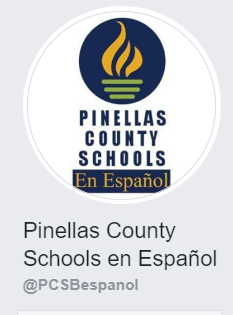 PINELLAS
COUNTY
SCHOOLS
En Español
Pinellas County
Schools en Español
@PCSBespanol